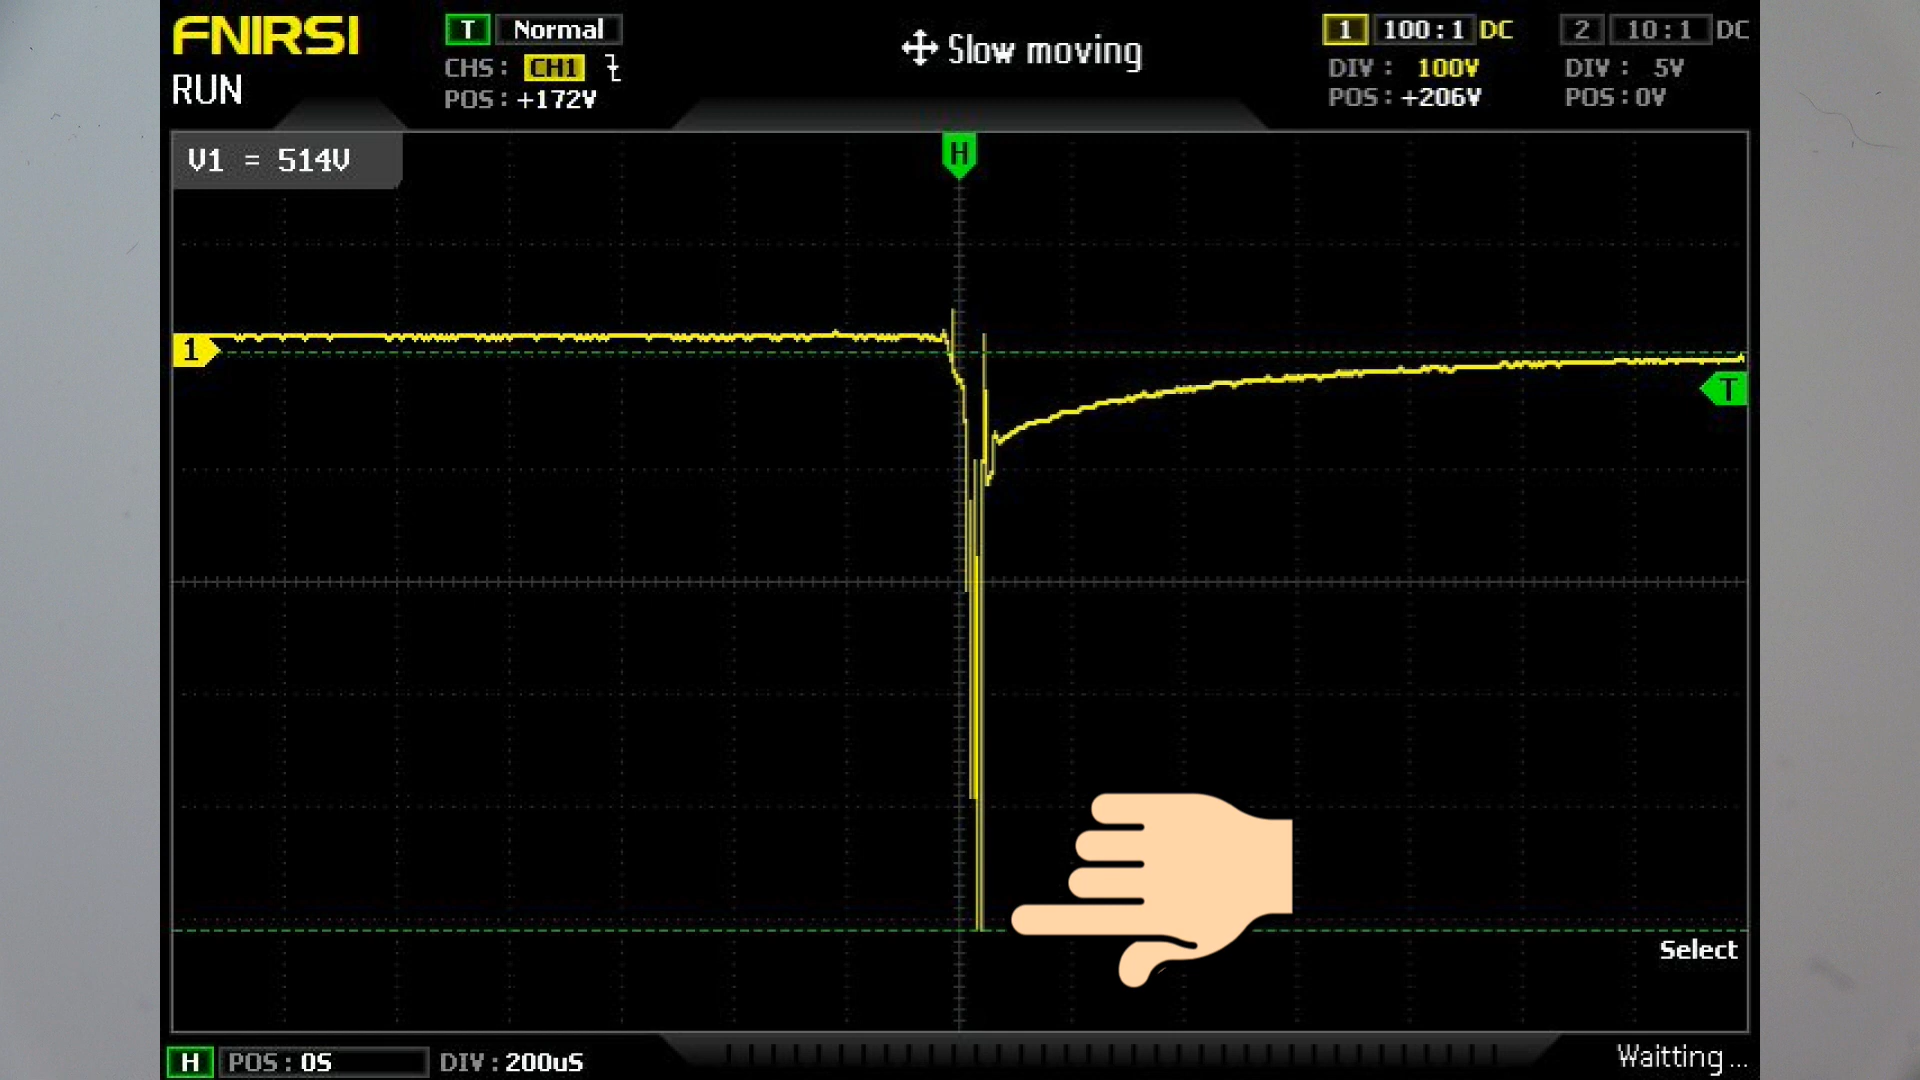 FNIRSI
RUN
T Normal
CHS: CH1
POS: +172V
Slow moving
1 100:1 DC
DIV: 100V
POS: +206V
2 10:1 DC
DIV: 5V
POS: 0V
V1 = 514V
H
1
T
Select
H POS: 0S DIV: 200uS
Waitting...